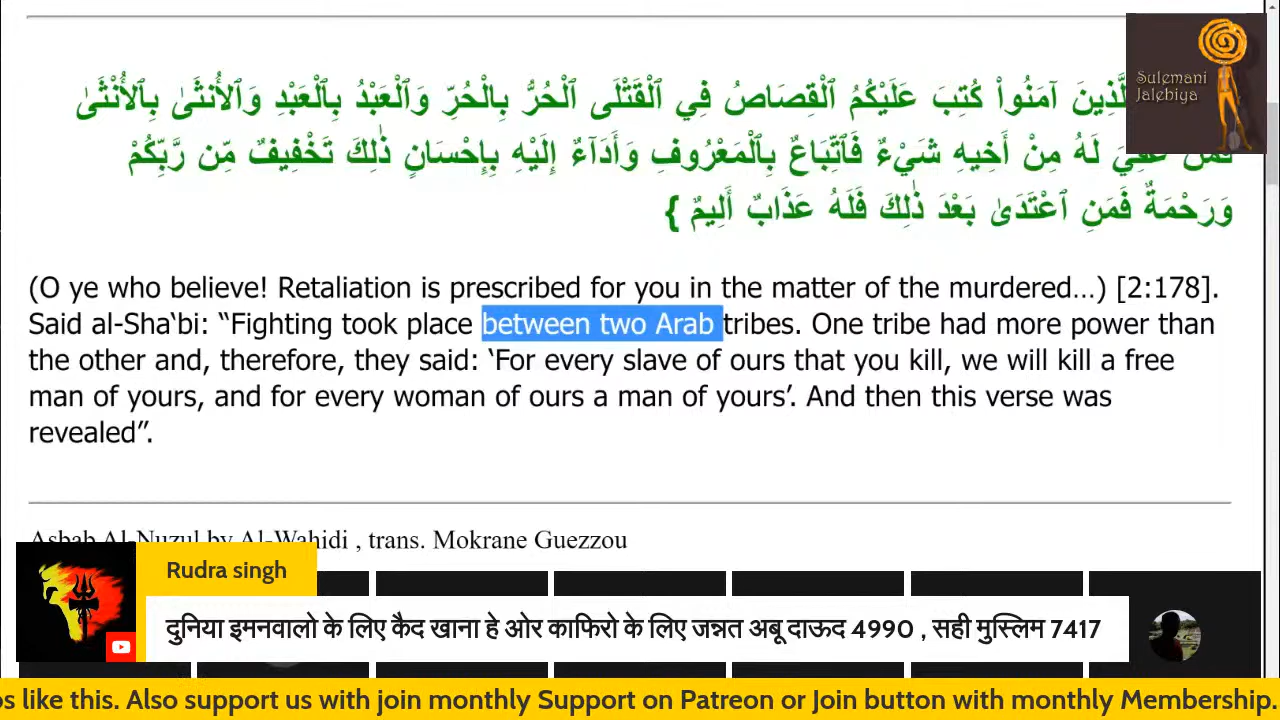 Sulemani
Jalebiya
لَّذِينَ آمَنُواْ كُتِبَ عَلَيْكُمُ ٱلْقِصَاصُ فِي ٱلْقَتْلَى ٱلْحُرُّ بِالْحُرِّ وَٱلْعَبْدُ بِٱلْعَبْدِ وَٱلأُنثَىٰ بِٱلأُنْثَىٰ
عُفِيَ لَهُ مِنْ أَخِيهِ شَيْءٌ فَٱتِّبَاعٌ بِٱلْمَعْرُوفِ وَأَدَآءٌ إِلَيْهِ بِإِحْسَانٍ ذٰلِكَ تَخْفِيفٌ مِّن رَّبِّكُمْ
وَرَحْمَةٌ فَمَنِ ٱعْتَدَىٰ بَعْدَ ذٰلِكَ فَلَهُ عَذَابٌ أَلِيمٌ }
(O ye who believe! Retaliation is prescribed for you in the matter of the murdered…) [2:178].
Said al-Sha‘bi: “Fighting took place between two Arab tribes. One tribe had more power than
the other and, therefore, they said: ‘For every slave of ours that you kill, we will kill a free
man of yours, and for every woman of ours a man of yours’. And then this verse was
revealed”.
Asbab Al-Nuzul by Al-Wahidi , trans. Mokrane Guezzou
Rudra singh
दुनिया इमनवालो के लिए कैद खाना हे ओर काफिरो के लिए जन्नत अबू दाऊद 4990 , सही मुस्लिम 7417
os like this. Also support us with join monthly Support on Patreon or Join button with monthly Membership.